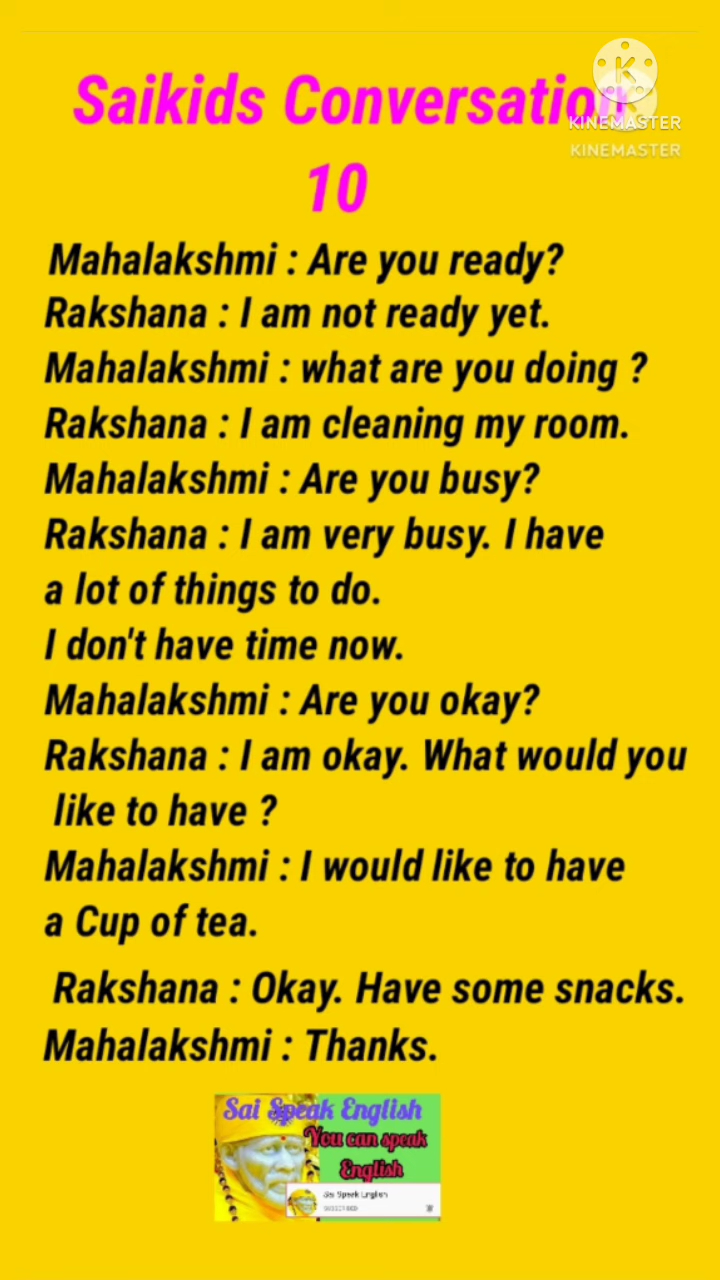 Saikids Conversation
KINEMASTER
KINEMASTER
10
Mahalakshmi : Are you ready?
Rakshana : I am not ready yet.
Mahalakshmi : what are you doing ?
Rakshana : I am cleaning my room.
Mahalakshmi : Are you busy?
Rakshana : I am very busy. I have
a lot of things to do.
I don't have time now.
Mahalakshmi : Are you okay?
Rakshana : I am okay. What would you
like to have ?
Mahalakshmi : I would like to have
a Cup of tea.
Rakshana : Okay. Have some snacks.
Mahalakshmi : Thanks.
Sai Speak English
You can speak
English
Sai Speak English